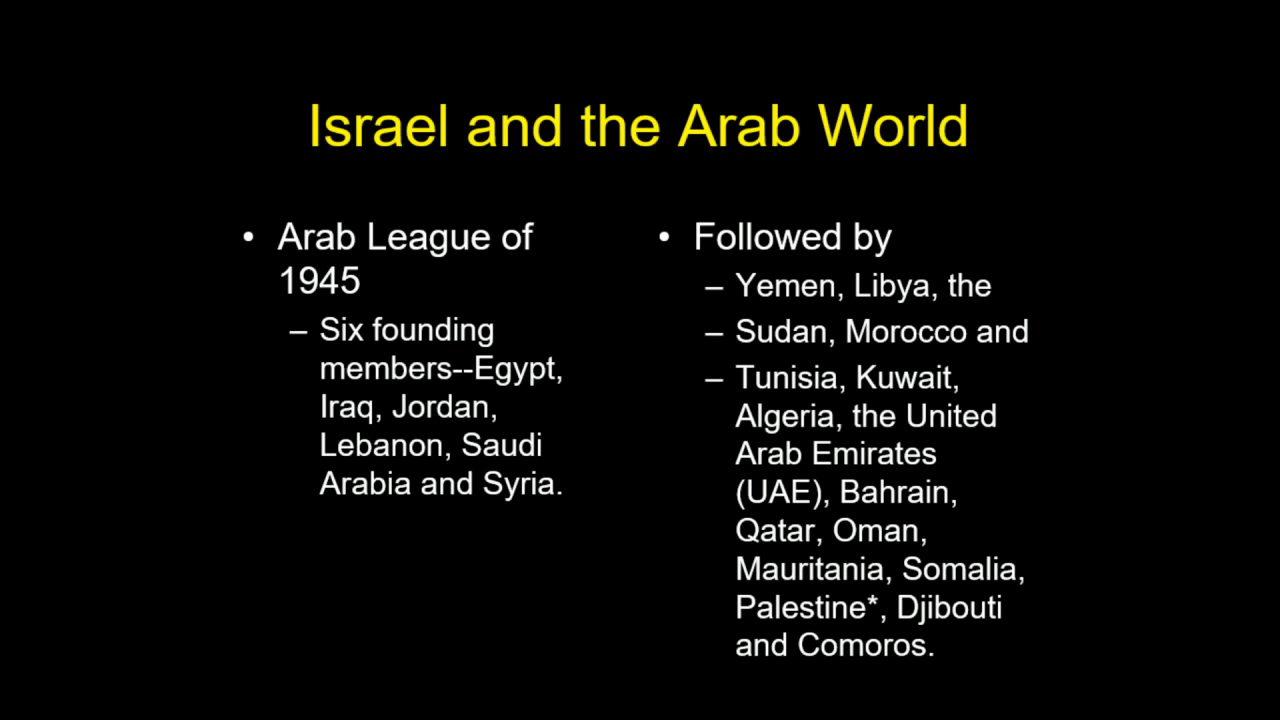 Israel and the Arab World
• Arab League of
1945
– Six founding
members--Egypt,
Iraq, Jordan,
Lebanon, Saudi
Arabia and Syria.
• Followed by
– Yemen, Libya, the
– Sudan, Morocco and
– Tunisia, Kuwait,
Algeria, the United
Arab Emirates
(UAE), Bahrain,
Qatar, Oman,
Mauritania, Somalia,
Palestine*, Djibouti
and Comoros.